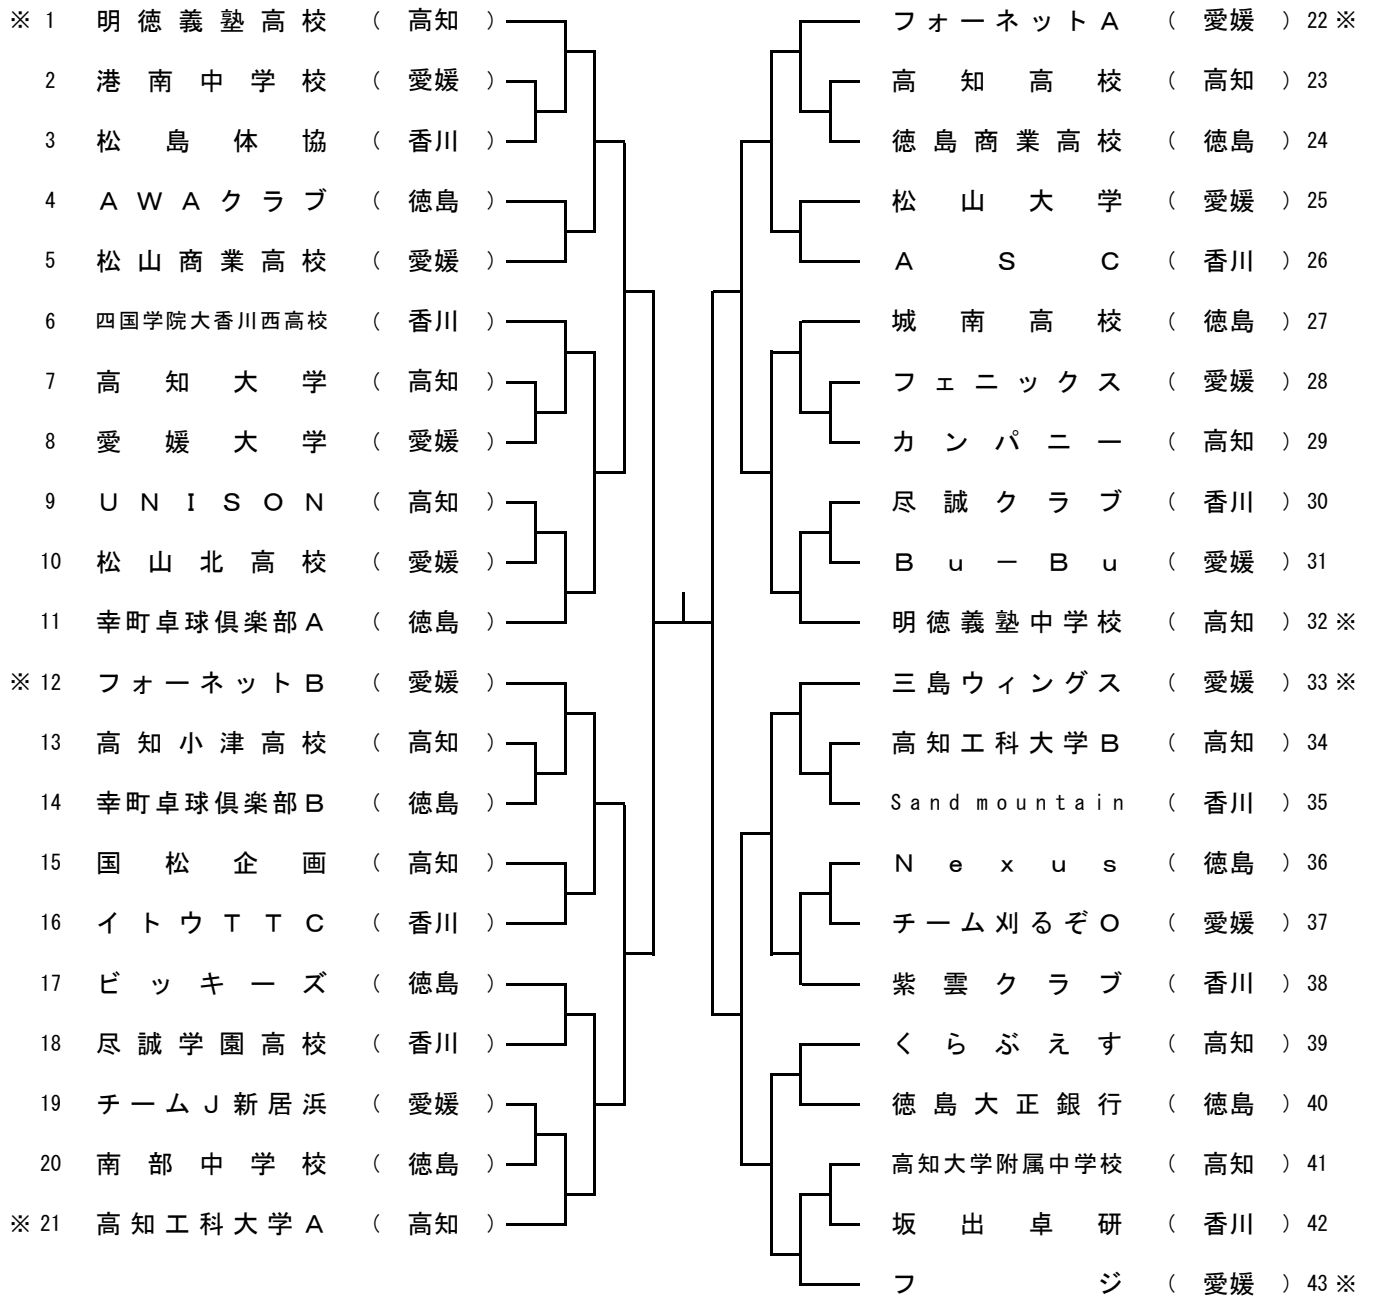 ※ 1 明徳義塾高校 ( 高知 )
2 港南中学校 ( 愛媛 )
3 松島体協 ( 香川 )
4 AWAクラブ ( 徳島 )
5 松山商業高校 ( 愛媛 )
6 四国学院大香川西高校 ( 香川 )
7 高知大学 ( 高知 )
8 愛媛大学 ( 愛媛 )
9 UNISON ( 高知 )
10 松山北高校 ( 愛媛 )
11 幸町卓球倶楽部A ( 徳島 )
※ 12 フォーネットB ( 愛媛 )
13 高知小津高校 ( 高知 )
14 幸町卓球倶楽部B ( 徳島 )
15 国松企画 ( 高知 )
16 イトウTTC ( 香川 )
17 ビッキーズ ( 徳島 )
18 尽誠学園高校 ( 香川 )
19 チームJ新居浜 ( 愛媛 )
20 南部中学校 ( 徳島 )
※ 21 高知工科大学A ( 高知 )
フォーネットA ( 愛媛 ) 22 ※
高知高校 ( 高知 ) 23
徳島商業高校 ( 徳島 ) 24
松山大学 ( 愛媛 ) 25
ASC ( 香川 ) 26
城南高校 ( 徳島 ) 27
フェニックス ( 愛媛 ) 28
カンパニー ( 高知 ) 29
尽誠クラブ ( 香川 ) 30
Bu－Bu ( 愛媛 ) 31
明徳義塾中学校 ( 高知 ) 32 ※
三島ウィングス ( 愛媛 ) 33 ※
高知工科大学B ( 高知 ) 34
Sand mountain ( 香川 ) 35
Nexus ( 徳島 ) 36
チーム刈るぞO ( 愛媛 ) 37
紫雲クラブ ( 香川 ) 38
くらぶえす ( 高知 ) 39
徳島大正銀行 ( 徳島 ) 40
高知大学附属中学校 ( 高知 ) 41
坂出卓研 ( 香川 ) 42
フジ ( 愛媛 ) 43 ※